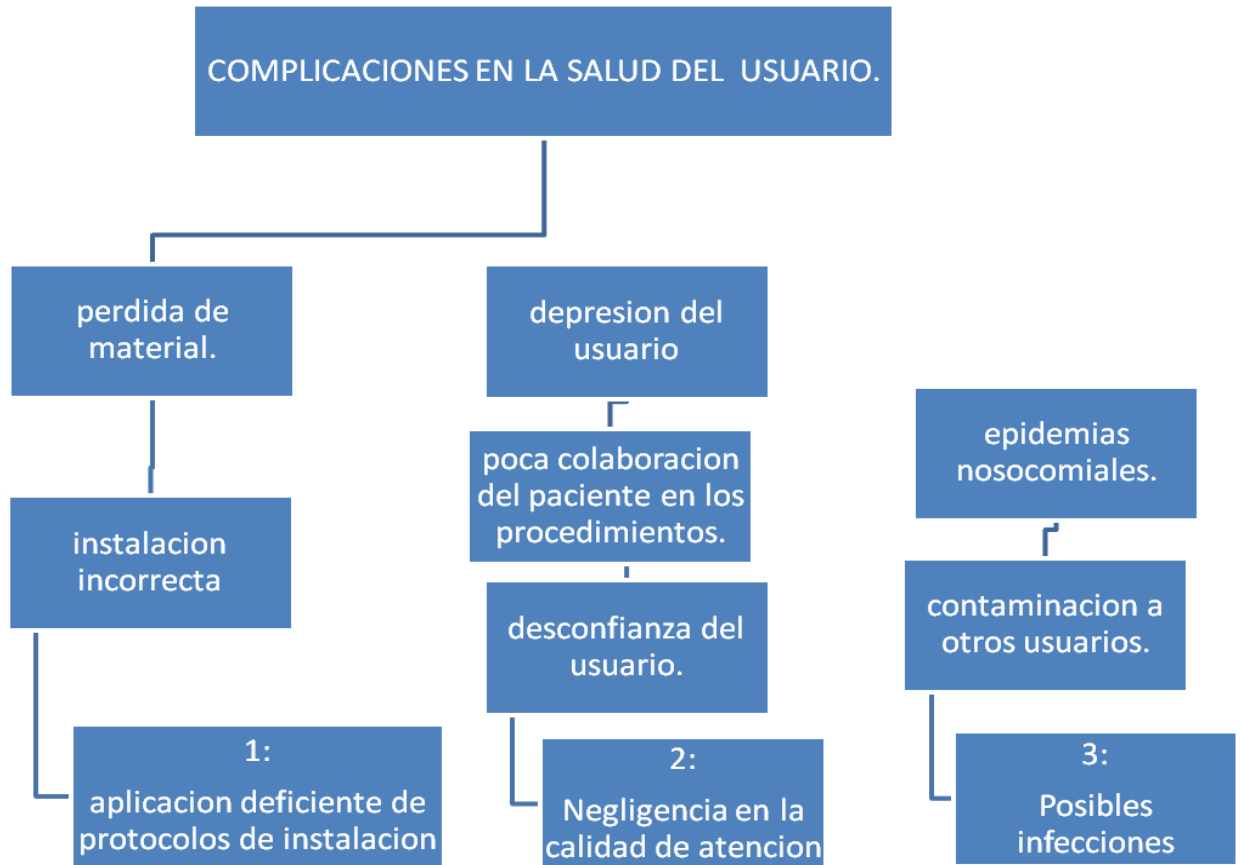 COMPLICACIONES EN LA SALUD DEL USUARIO.
perdida de
material.
instalacion
incorrecta
1:
aplicacion deficiente de
protocolos de instalacion
depresion del
usuario
poca colaboracion
del paciente en los
procedimientos.
desconfianza del
usuario.
2:
Negligencia en la
calidad de atencion
epidemias
nosocomiales.
contaminacion a
otros usuarios.
3:
Posibles
infecciones